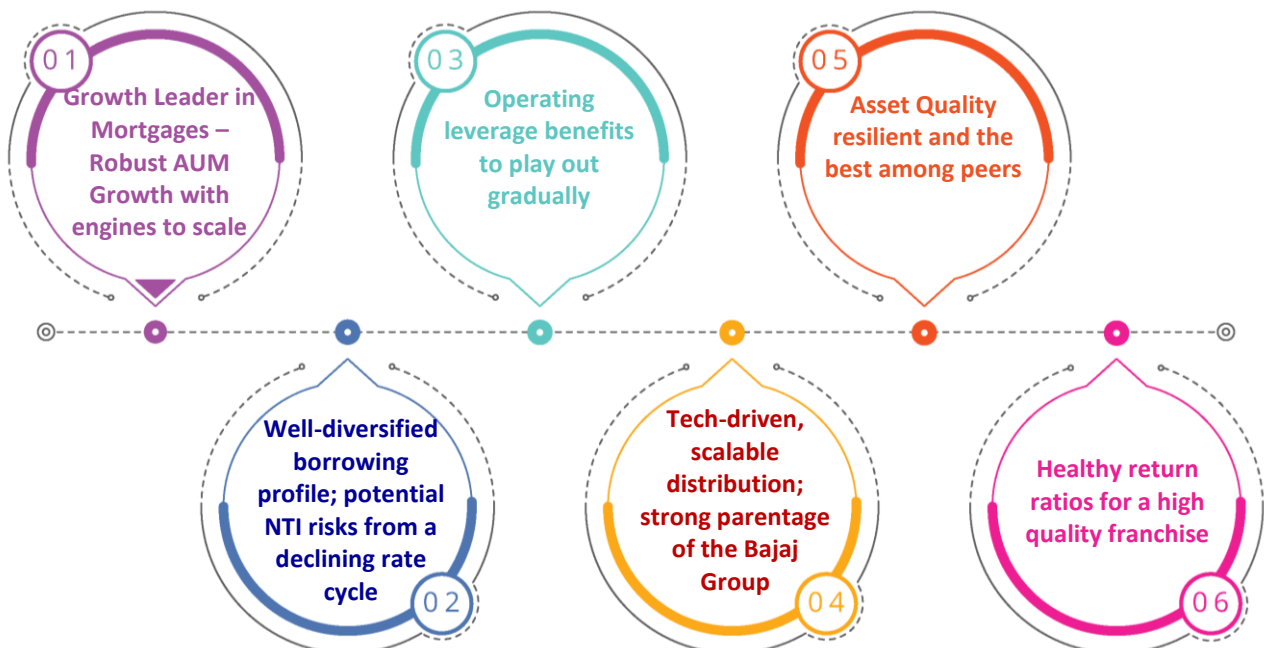 01
Growth Leader in
Mortgages –
Robust AUM
Growth with
engines to scale
02
Well-diversified
borrowing
profile; potential
NTI risks from a
declining rate
cycle
03
Operating
leverage benefits
to play out
gradually
04
Tech-driven,
scalable
distribution;
strong parentage
of the Bajaj
Group
05
Asset Quality
resilient and the
best among peers
06
Healthy return
ratios for a high
quality franchise